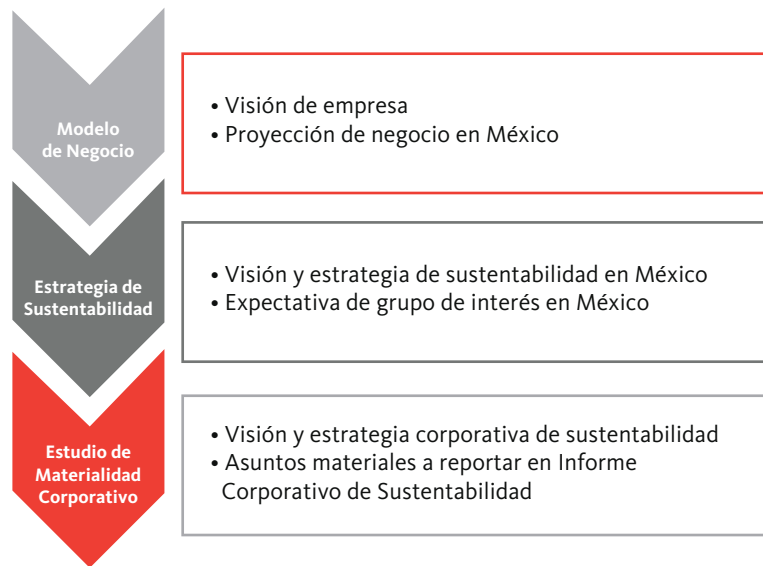 Modelo
de Negocio
• Visión de empresa
• Proyección de negocio en México
Estrategia de
Sustentabilidad
• Visión y estrategia de sustentabilidad en México
• Expectativa de grupo de interés en México
Estudio de
Materialidad
Corporativo
• Visión y estrategia corporativa de sustentabilidad
• Asuntos materiales a reportar en Informe
Corporativo de Sustentabilidad